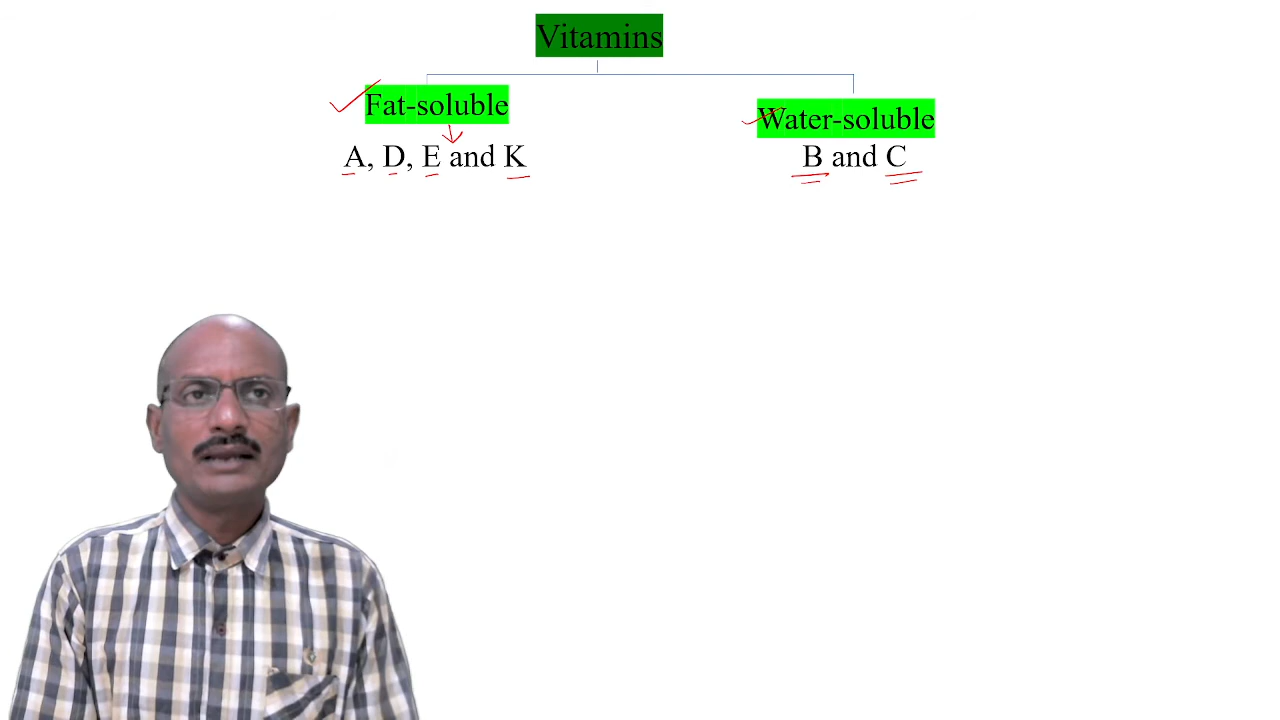 Vitamins
Fat-soluble
Water-soluble
A, D, E and K
B and C